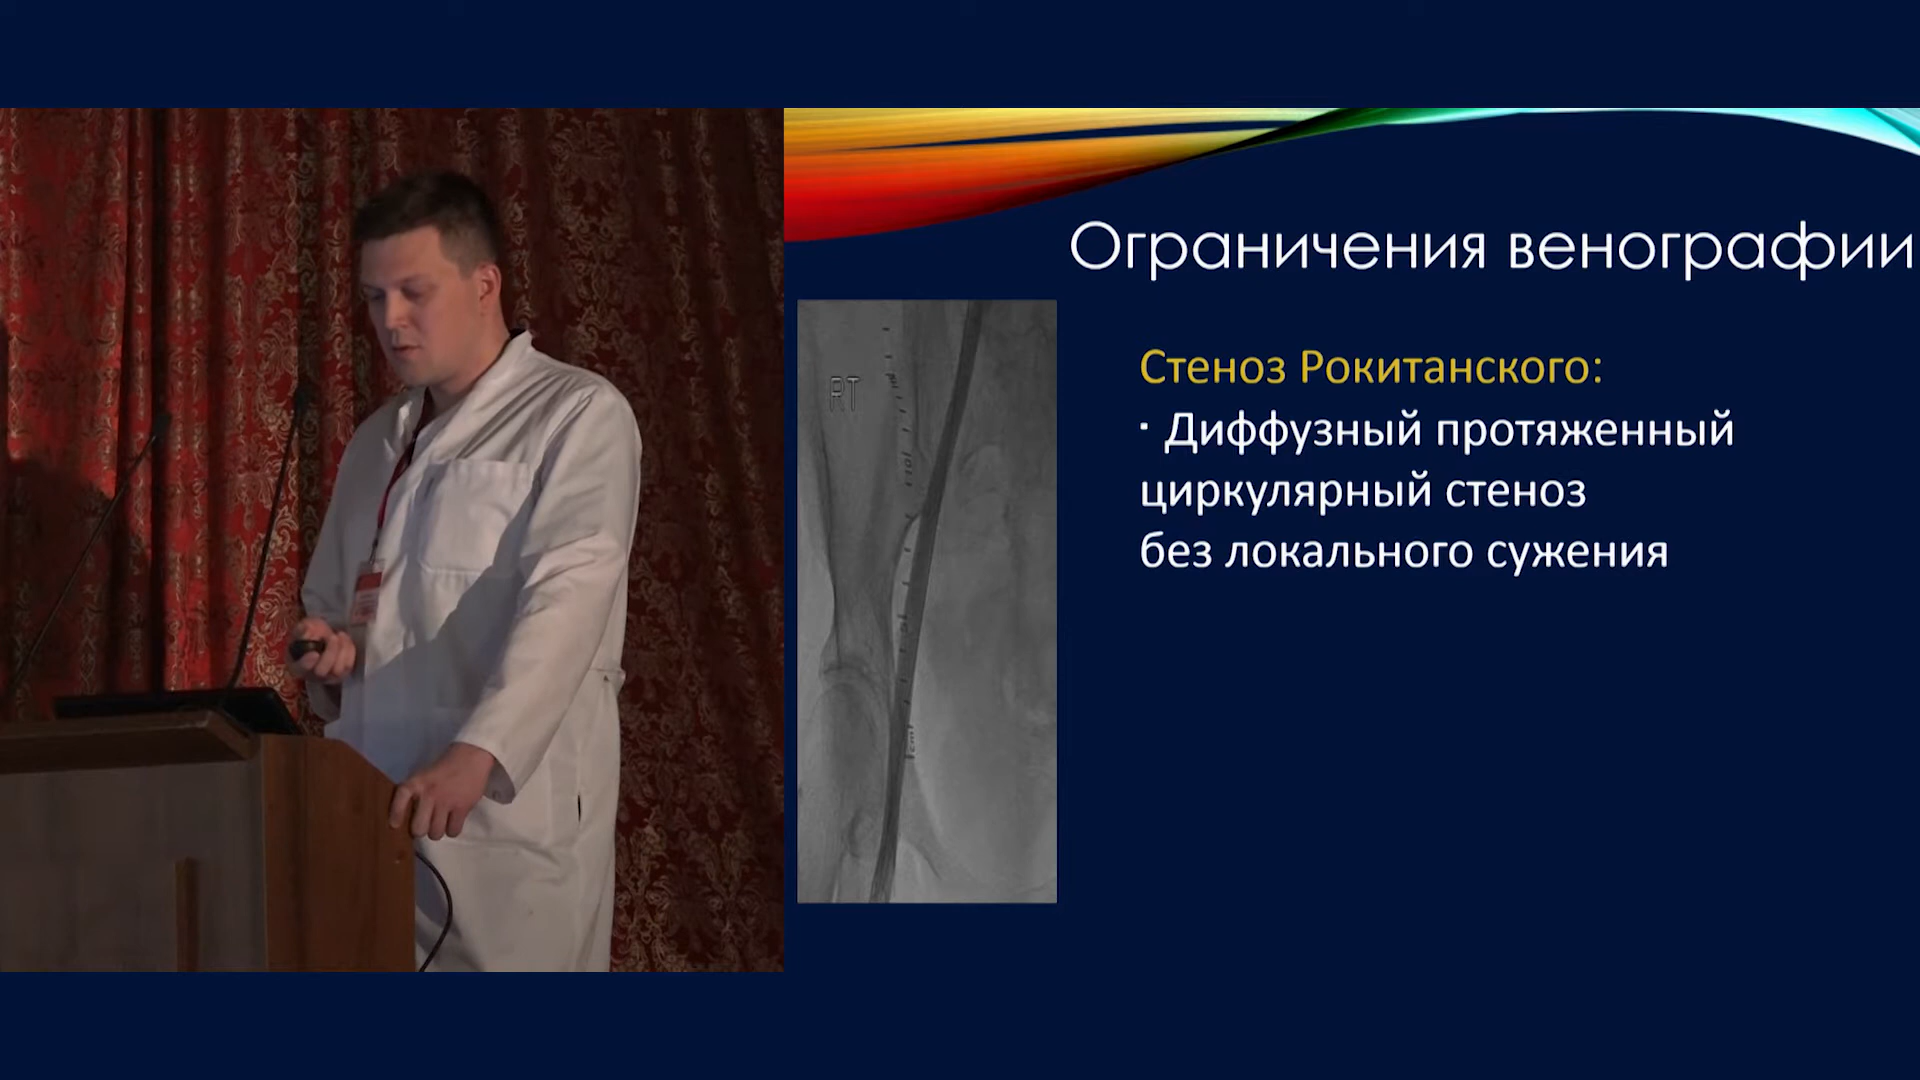 Ограничения венографии
RT
Стеноз Рокитанского:
· Диффузный протяженный
циркулярный стеноз
без локального сужения